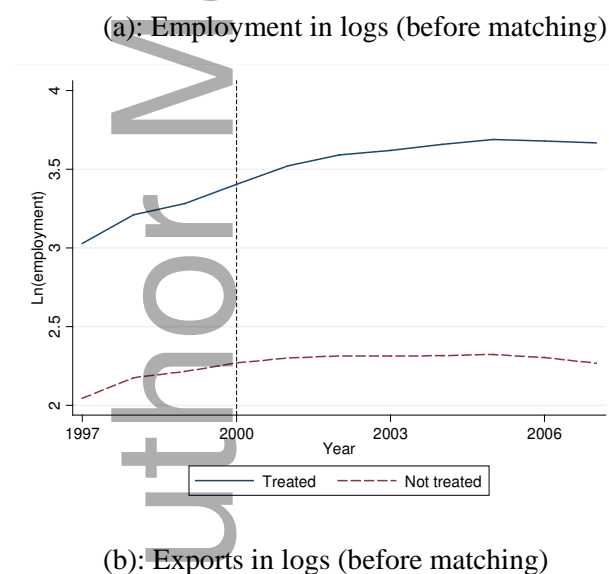 (a): Employment in logs (before matching)
4
3.5
3
2.5
2
Ln(employment)
1997 2000 2003 2006
Year
Treated Not treated
uthor M
(b): Exports in logs (before matching)